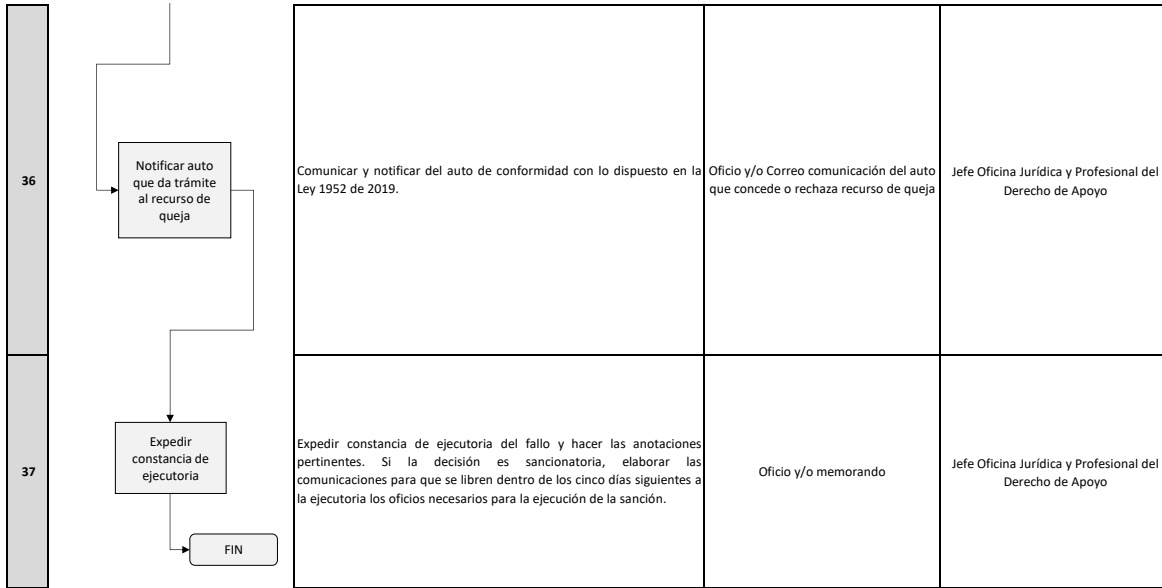 36
Notificar auto
que da trámite
al recurso de
queja
Comunicar y notificar del auto de conformidad con lo dispuesto en la
Ley 1952 de 2019.
Oficio y/o Correo comunicación del auto
que concede o rechaza recurso de queja
Jefe Oficina Jurídica y Profesional del
Derecho de Apoyo
37
Expedir
constancia de
ejecutoria
Expedir constancia de ejecutoria del fallo y hacer las anotaciones
pertinentes. Si la decisión es sancionatoria, elaborar las
comunicaciones para que se libren dentro de los cinco días siguientes a
la ejecutoria los oficios necesarios para la ejecución de la sanción.
Oficio y/o memorando
Jefe Oficina Jurídica y Profesional del
Derecho de Apoyo
FIN